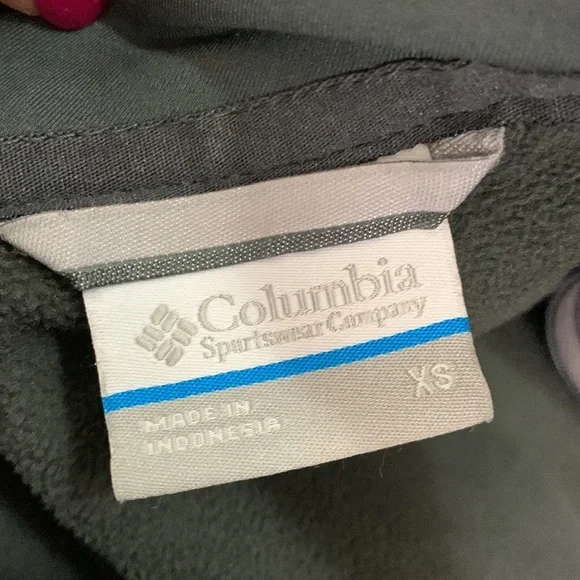 Columbia
Sportswear Company
XS
MADE IN
INDONESIA